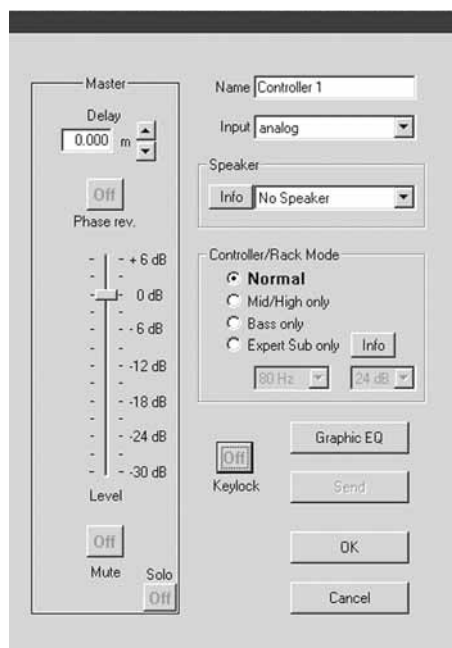 Master
Delay
0.000 m
Off
Phase rev.
+ 6 dB
0 dB
-6 dB
-12 dB
-18 dB
-24 dB
-30 dB
Level
Off
Mute
Solo
Off
Name Controller 1
Input analog
Speaker
Info No Speaker
Controller/Rack Mode
Normal
Mid/High only
Bass only
Expert Sub only Info
80 Hz 24 dB
Off
Keylock
Graphic EQ
Send
OK
Cancel